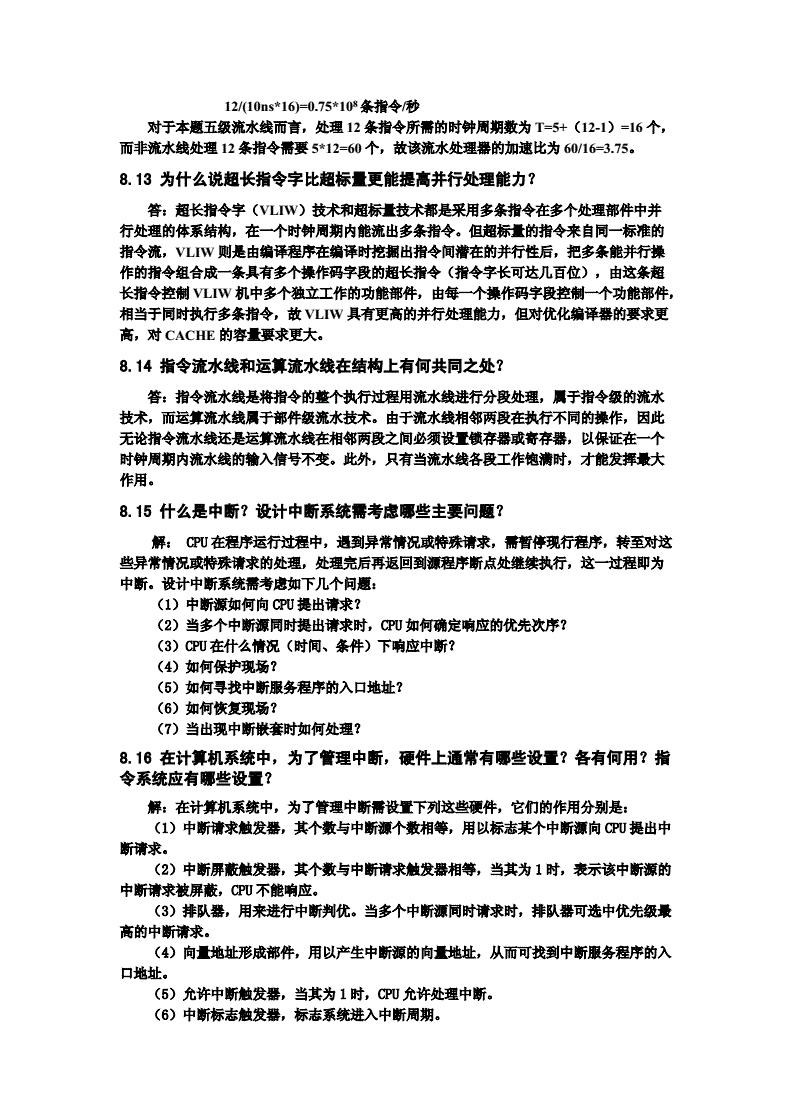 12/(10ns*16)=0.75*10⁸条指令/秒
对于本题五级流水线而言，处理 12 条指令所需的时钟周期数为 T=5+（12-1）=16 个，
而非流水线处理 12 条指令需要 5*12=60 个，故该流水处理器的加速比为 60/16=3.75。
8.13 为什么说超长指令字比超标量更能提高并行处理能力？
答：超长指令字（VLIW）技术和超标量技术都是采用多条指令在多个处理部件中并
行处理的体系结构，在一个时钟周期内能流出多条指令。但超标量的指令来自同一标准的
指令流，VLIW 则是由编译程序在编译时挖掘出指令间潜在的并行性后，把多条能并行操
作的指令组合成一条具有多个操作码字段的超长指令（指令字长可达几百位），由这条超
长指令控制 VLIW 机中多个独立工作的功能部件，由每一个操作码字段控制一个功能部件，
相当于同时执行多条指令，故 VLIW 具有更高的并行处理能力，但对优化编译器的要求更
高，对 CACHE 的容量要求更大。
8.14 指令流水线和运算流水线在结构上有何共同之处？
答：指令流水线是将指令的整个执行过程用流水线进行分段处理，属于指令级的流水
技术，而运算流水线属于部件级流水技术。由于流水线相邻两段在执行不同的操作，因此
无论指令流水线还是运算流水线在相邻两段之间必须设置锁存器或寄存器，以保证在一个
时钟周期内流水线的输入信号不变。此外，只有当流水线各段工作饱满时，才能发挥最大
作用。
8.15 什么是中断？设计中断系统需考虑哪些主要问题？
解： CPU 在程序运行过程中，遇到异常情况或特殊请求，需暂停现行程序，转至对这
些异常情况或特殊请求的处理，处理完后再返回到源程序断点处继续执行，这一过程即为
中断。设计中断系统需考虑如下几个问题：
（1）中断源如何向 CPU 提出请求？
（2）当多个中断源同时提出请求时，CPU 如何确定响应的优先次序？
（3）CPU 在什么情况（时间、条件）下响应中断？
（4）如何保护现场？
（5）如何寻找中断服务程序的入口地址？
（6）如何恢复现场？
（7）当出现中断嵌套时如何处理？
8.16 在计算机系统中，为了管理中断，硬件上通常有哪些设置？各有何用？指
令系统应有哪些设置？
解：在计算机系统中，为了管理中断需设置下列这些硬件，它们的作用分别是：
（1）中断请求触发器，其个数与中断源个数相等，用以标志某个中断源向 CPU 提出中
断请求。
（2）中断屏蔽触发器，其个数与中断请求触发器相等，当其为 1 时，表示该中断源的
中断请求被屏蔽，CPU 不能响应。
（3）排队器，用来进行中断判优。当多个中断源同时请求时，排队器可选中优先级最
高的中断请求。
（4）向量地址形成部件，用以产生中断源的向量地址，从而可找到中断服务程序的入
口地址。
（5）允许中断触发器，当其为 1 时，CPU 允许处理中断。
（6）中断标志触发器，标志系统进入中断周期。